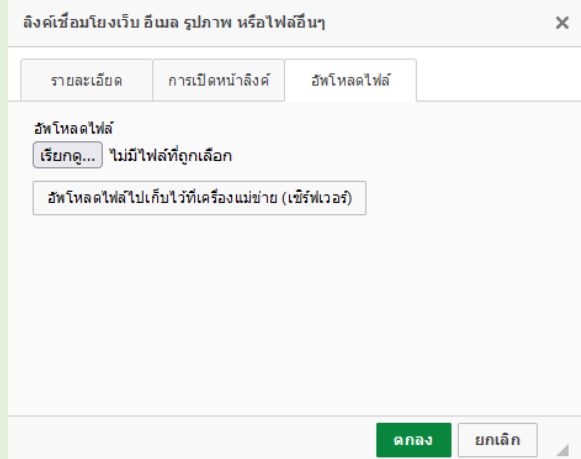 ลิงค์เชื่อมโยงเว็บ อีเมล รูปภาพ หรือไฟล์อื่นๆ
รายละเอียด การเปิดหน้าลิงค์ อัพโหลดไฟล์
อัพโหลดไฟล์
เรียกดู... ไม่มีไฟล์ที่ถูกเลือก
อัพโหลดไฟล์ไปเก็บไว้ที่เครื่องแม่ข่าย (เซิร์ฟเวอร์)
ตกลง ยกเลิก